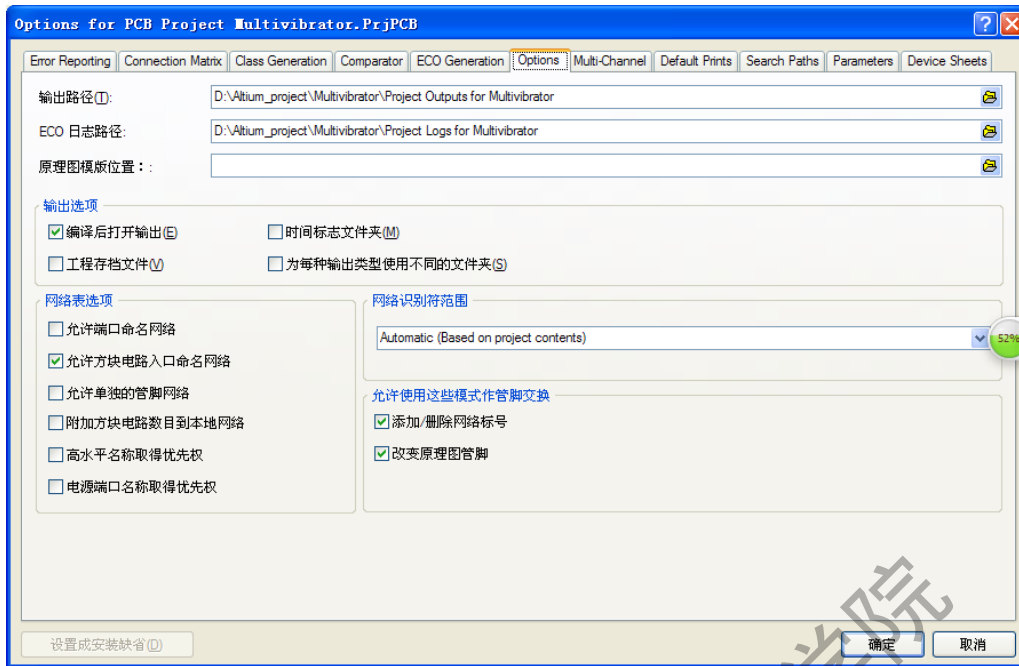 Options for PCB Project Multivibrator.PrjPCB
Error Reporting Connection Matrix Class Generation Comparator ECO Generation Options Multi-Channel Default Prints Search Paths Parameters Device Sheets
输出路径(T): D:\Altium_project\Multivibrator\Project Outputs for Multivibrator
ECO 日志路径: D:\Altium_project\Multivibrator\Project Logs for Multivibrator
原理图模版位置：:
输出选项
编译后打开输出(E) 时间标志文件夹(M)
工程存档文件(V) 为每种输出类型使用不同的文件夹(S)
网络表选项
允许端口命名网络
允许方块电路入口命名网络
允许单独的管脚网络
附加方块电路数目到本地网络
高水平名称取得优先权
电源端口名称取得优先权
网络识别符范围
Automatic (Based on project contents)
52%
允许使用这些模式作管脚交换
添加/删除网络标号
改变原理图管脚
设置成安装缺省(D) 确定 取消
学院